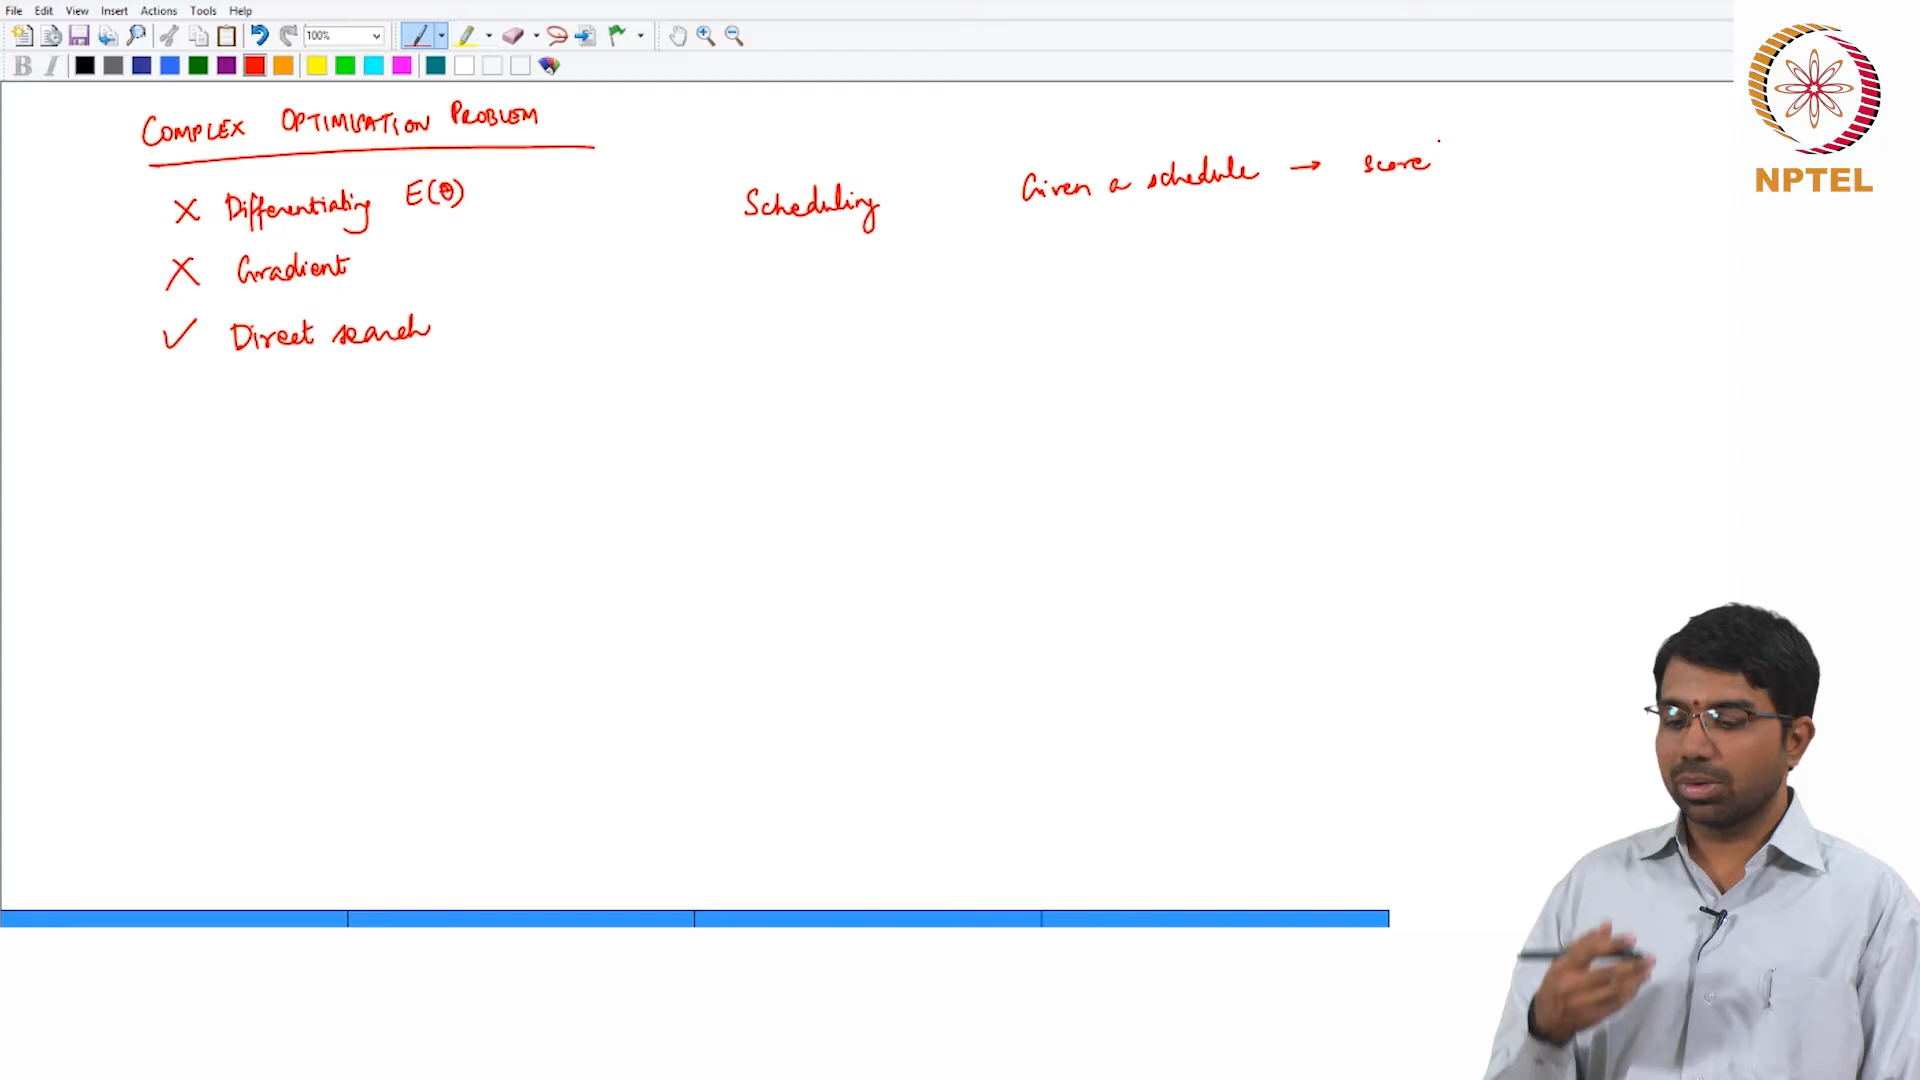 File Edit View Insert Actions Tools Help
100%
B I
NPTEL
COMPLEX OPTIMISATION PROBLEM
X Differentiating E(θ)
X Gradient
✓ Direct search
Scheduling
Given a schedule → score